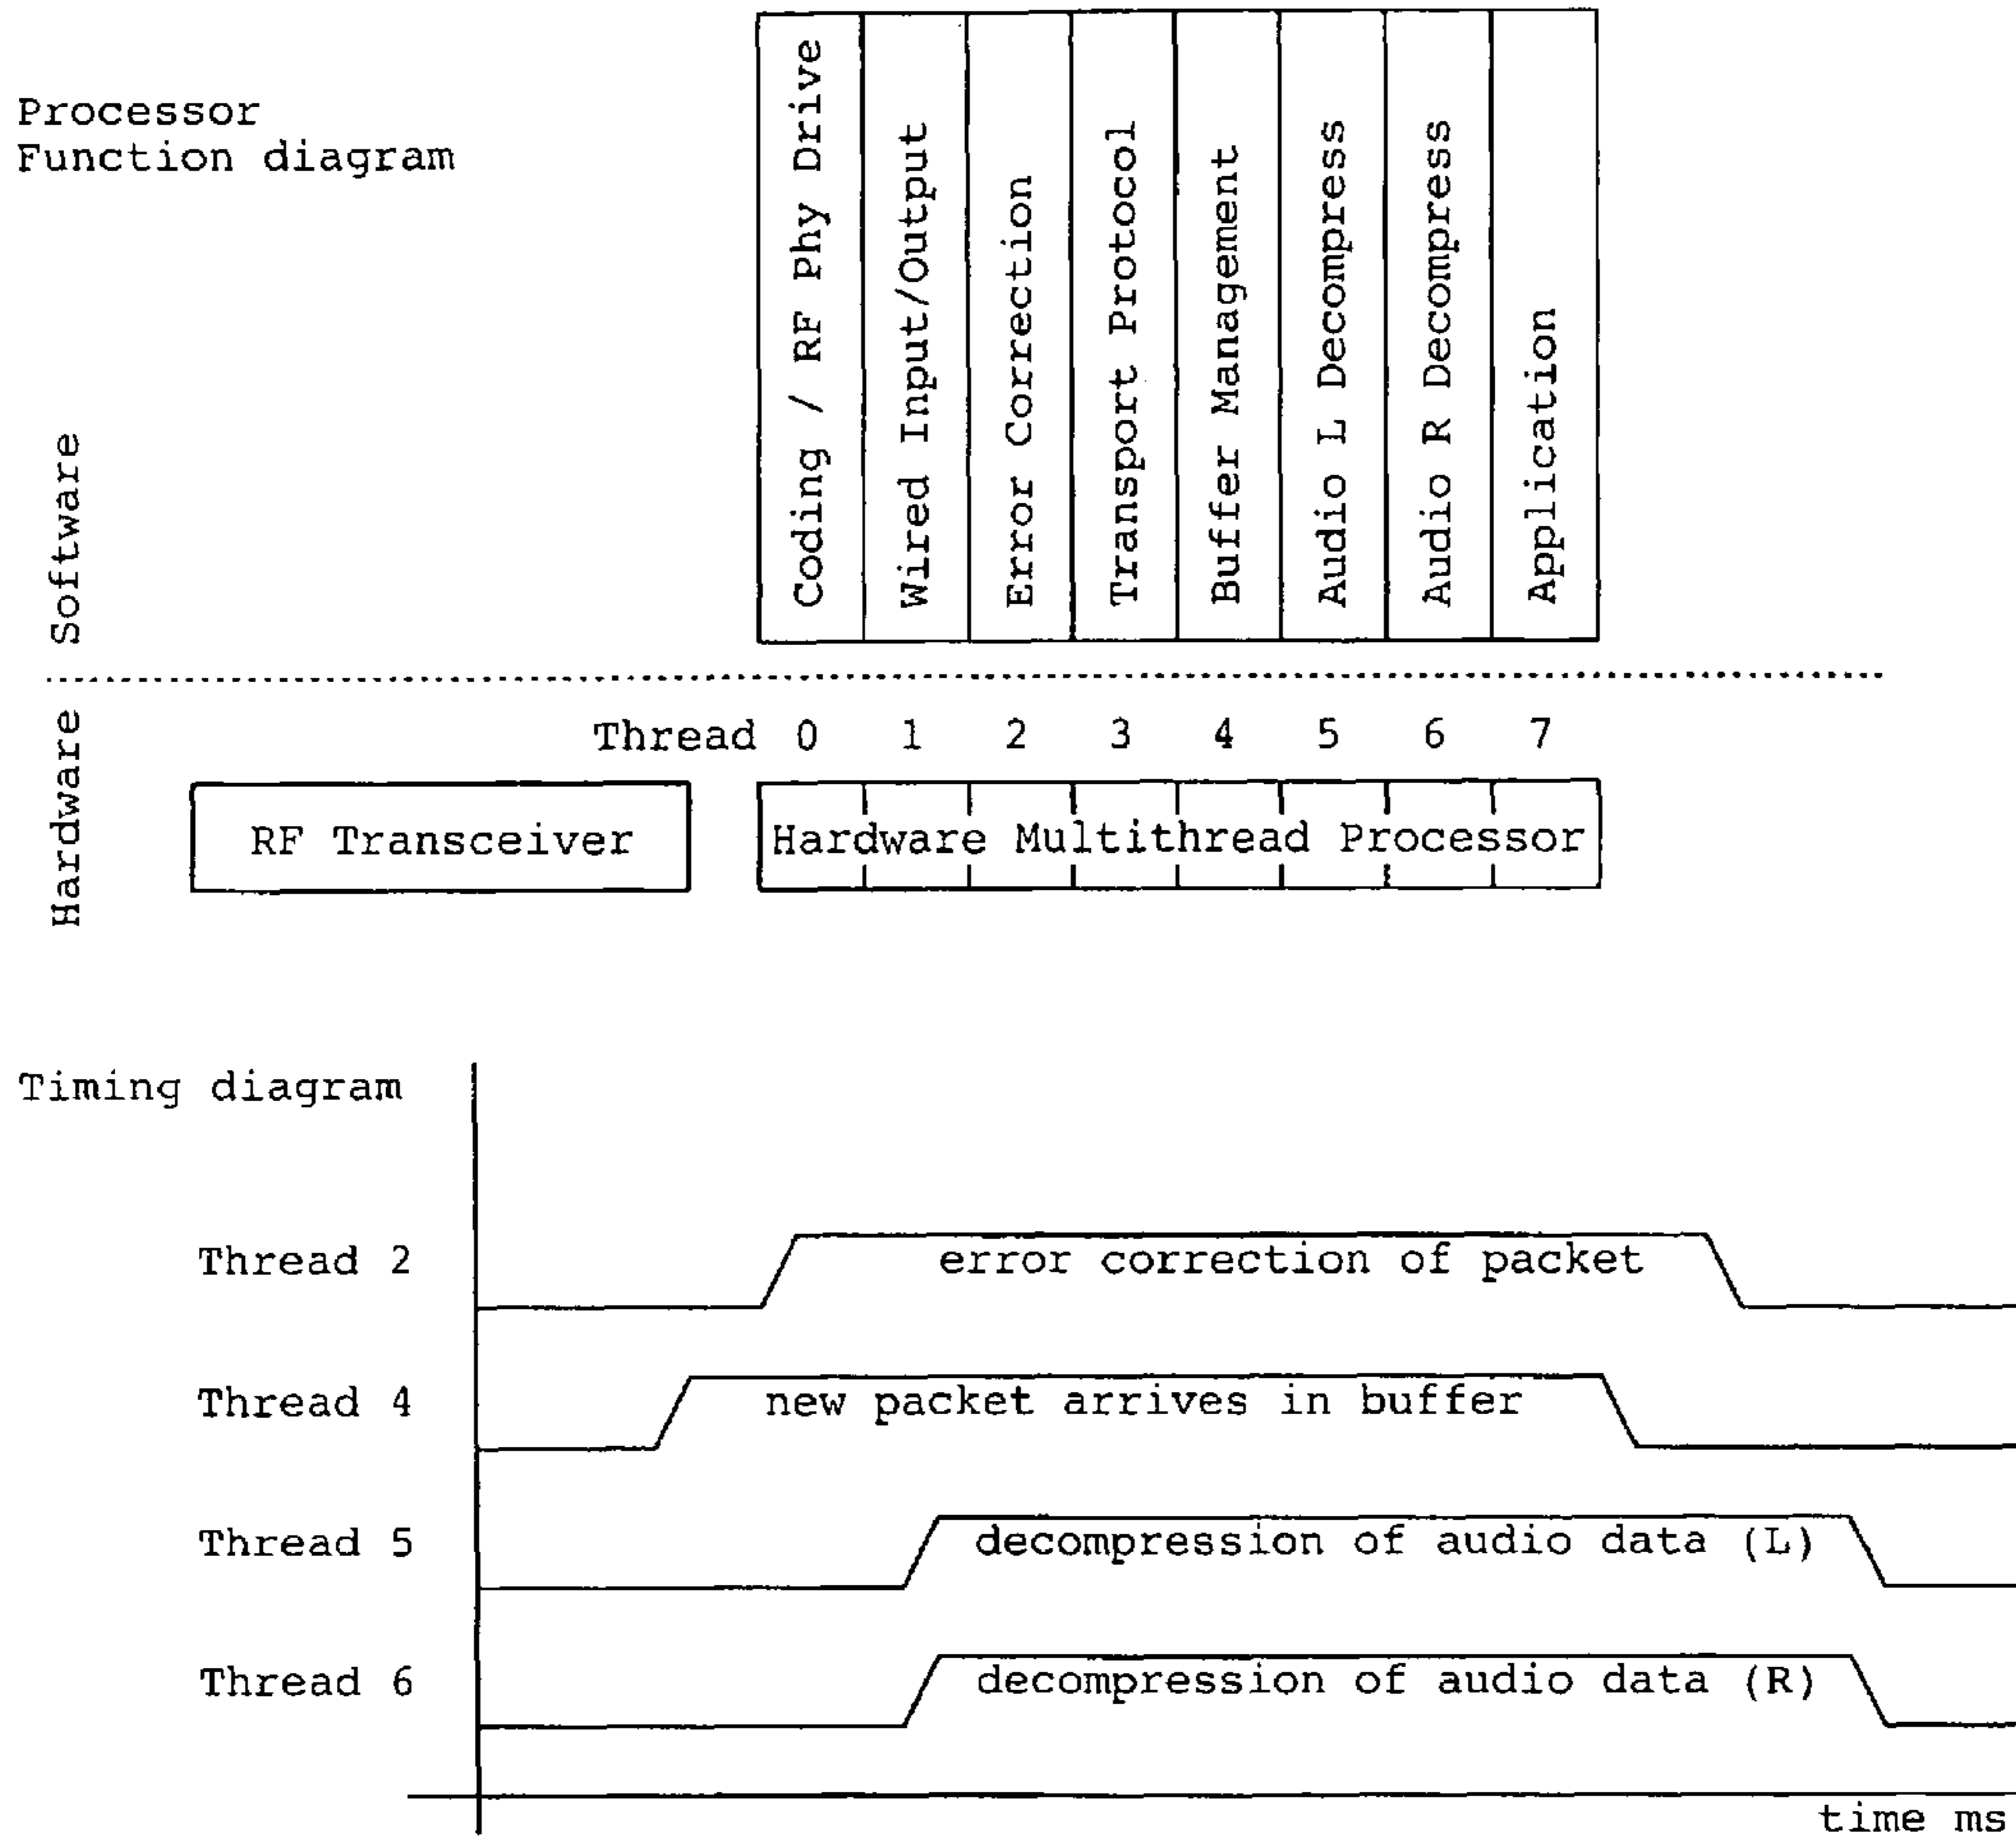 Processor
Function diagram
Software
Coding / RF Phy Drive
Wired Input/Output
Error Correction
Transport Protocol
Buffer Management
Audio L Decompress
Audio R Decompress
Application
Hardware
Thread 0 1 2 3 4 5 6 7
RF Transceiver
Hardware Multithread Processor
Timing diagram
Thread 2
error correction of packet
Thread 4
new packet arrives in buffer
Thread 5
decompression of audio data (L)
Thread 6
decompression of audio data (R)
time ms